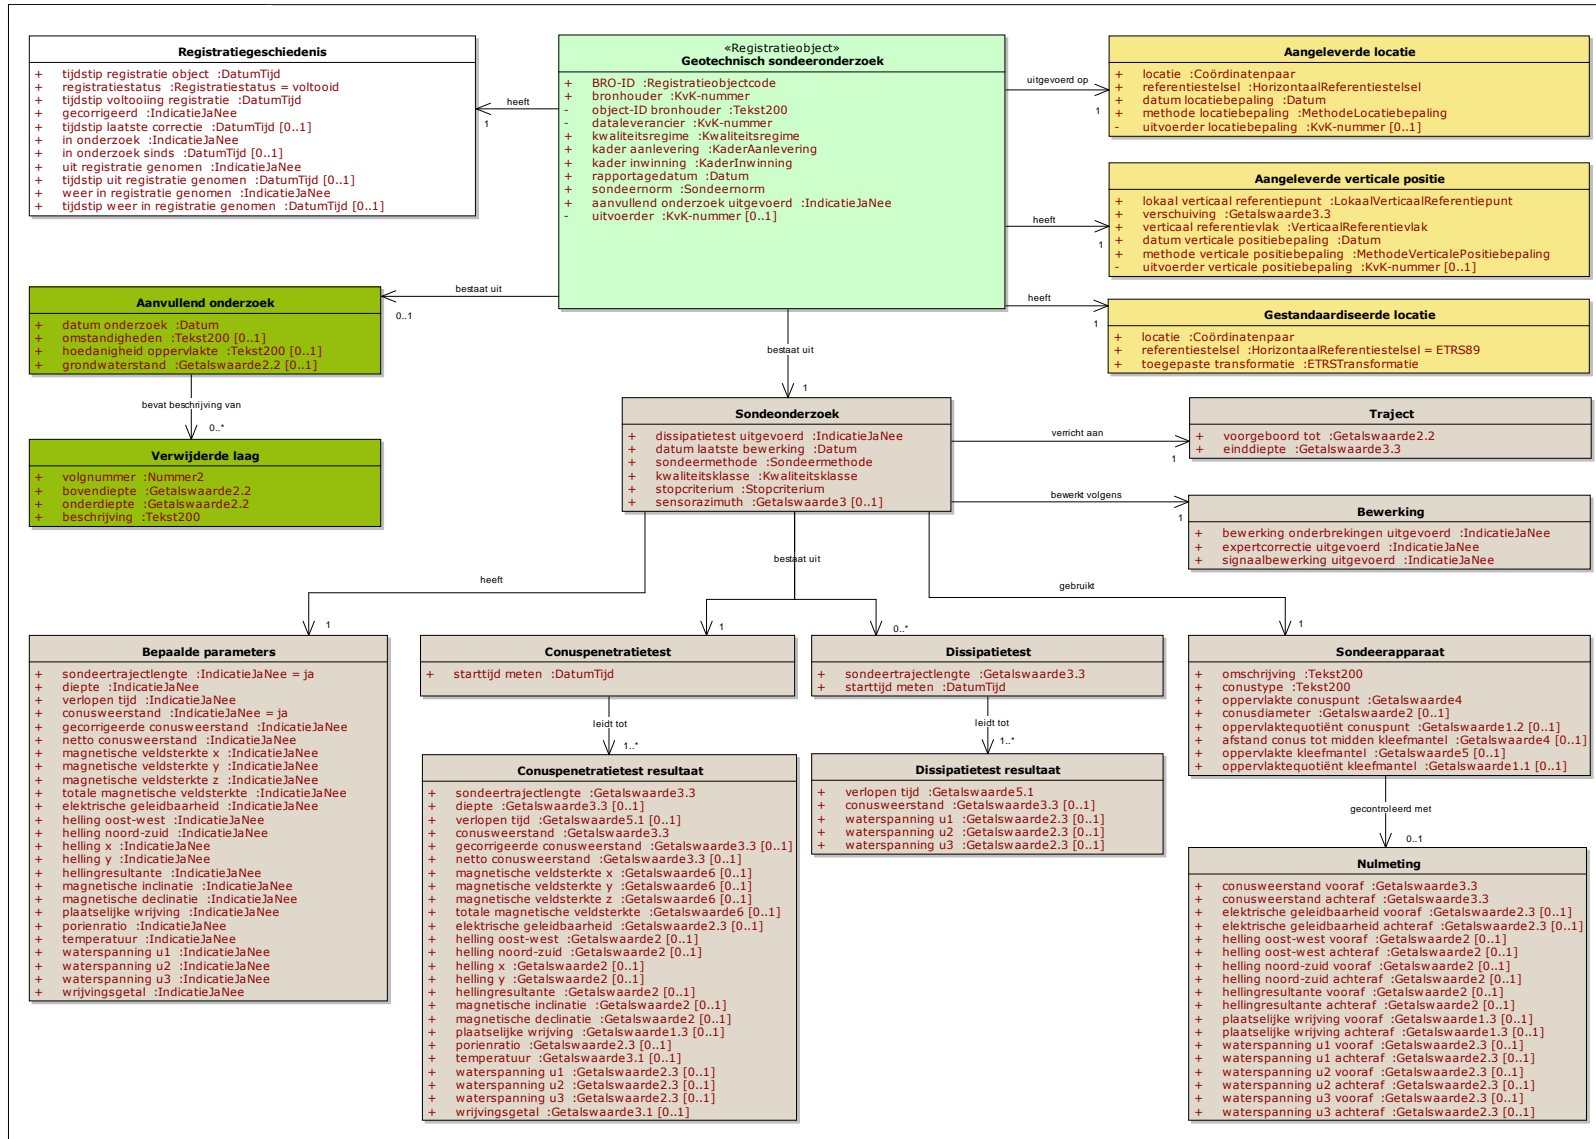 Registratiegeschiedenis
+ tijdstip registratie object :DatumTijd
+ registratiestatus :Registratiestatus = voltooid
+ tijdstip voltooiing registratie :DatumTijd
+ gecorrigeerd :IndicatieJaNee
+ tijdstip laatste correctie :DatumTijd [0..1]
+ in onderzoek :IndicatieJaNee
+ in onderzoek sinds :DatumTijd [0..1]
+ uit registratie genomen :IndicatieJaNee
+ tijdstip uit registratie genomen :DatumTijd [0..1]
+ weer in registratie genomen :IndicatieJaNee
+ tijdstip weer in registratie genomen :DatumTijd [0..1]
heeft
1
«Registratieobject»
Geotechnisch sondeeronderzoek
+ BRO-ID :Registratieobjectcode
+ bronhouder :KvK-nummer
- object-ID bronhouder :Tekst200
- dataleverancier :KvK-nummer
+ kwaliteitsregime :Kwaliteitsregime
+ kader aanlevering :KaderAanlevering
+ kader inwinning :KaderInwinning
+ rapportagedatum :Datum
+ sondeernorm :Sondeernorm
+ aanvullend onderzoek uitgevoerd :IndicatieJaNee
- uitvoerder :KvK-nummer [0..1]
uitgevoerd op
1
Aangeleverde locatie
+ locatie :Coördinatenpaar
+ referentiestelsel :HorizontaalReferentiestelsel
+ datum locatiebepaling :Datum
+ methode locatiebepaling :MethodeLocatiebepaling
- uitvoerder locatiebepaling :KvK-nummer [0..1]
heeft
1
Aangeleverde verticale positie
+ lokaal verticaal referentiepunt :LokaalVerticaalReferentiepunt
+ verschuiving :Getalswaarde3.3
+ verticaal referentievlak :VerticaalReferentievlak
+ datum verticale positiebepaling :Datum
+ methode verticale positiebepaling :MethodeVerticalePositiebepaling
- uitvoerder verticale positiebepaling :KvK-nummer [0..1]
heeft
1
Gestandaardiseerde locatie
+ locatie :Coördinatenpaar
+ referentiestelsel :HorizontaalReferentiestelsel = ETRS89
+ toegepaste transformatie :ETRSTransformatie
bestaat uit
0..1
Aanvullend onderzoek
+ datum onderzoek :Datum
+ omstandigheden :Tekst200 [0..1]
+ hoedanigheid oppervlakte :Tekst200 [0..1]
+ grondwaterstand :Getalswaarde2.2 [0..1]
bevat beschrijving van
0..*
Verwijderde laag
+ volgnummer :Nummer2
+ bovendiepte :Getalswaarde2.2
+ onderdiepte :Getalswaarde2.2
+ beschrijving :Tekst200
bestaat uit
1
Sondeonderzoek
+ dissipatietest uitgevoerd :IndicatieJaNee
+ datum laatste bewerking :Datum
+ sondeermethode :Sondeermethode
+ kwaliteitsklasse :Kwaliteitsklasse
+ stopcriterium :Stopcriterium
+ sensorazimuth :Getalswaarde3 [0..1]
verricht aan
1
Traject
+ voorgeboord tot :Getalswaarde2.2
+ einddiepte :Getalswaarde3.3
bewerkt volgens
1
Bewerking
+ bewerking onderbrekingen uitgevoerd :IndicatieJaNee
+ expertcorrectie uitgevoerd :IndicatieJaNee
+ signaalbewerking uitgevoerd :IndicatieJaNee
heeft
1
bestaat uit
1
0..*
gebruikt
1
Bepaalde parameters
+ sondeertrajectlengte :IndicatieJaNee = ja
+ diepte :IndicatieJaNee
+ verlopen tijd :IndicatieJaNee
+ conusweerstand :IndicatieJaNee = ja
+ gecorrigeerde conusweerstand :IndicatieJaNee
+ netto conusweerstand :IndicatieJaNee
+ magnetische veldsterkte x :IndicatieJaNee
+ magnetische veldsterkte y :IndicatieJaNee
+ magnetische veldsterkte z :IndicatieJaNee
+ totale magnetische veldsterkte :IndicatieJaNee
+ elektrische geleidbaarheid :IndicatieJaNee
+ helling oost-west :IndicatieJaNee
+ helling noord-zuid :IndicatieJaNee
+ helling x :IndicatieJaNee
+ helling y :IndicatieJaNee
+ hellingresultante :IndicatieJaNee
+ magnetische inclinatie :IndicatieJaNee
+ magnetische declinatie :IndicatieJaNee
+ plaatselijke wrijving :IndicatieJaNee
+ porienratio :IndicatieJaNee
+ temperatuur :IndicatieJaNee
+ waterspanning u1 :IndicatieJaNee
+ waterspanning u2 :IndicatieJaNee
+ waterspanning u3 :IndicatieJaNee
+ wrijvingsgetal :IndicatieJaNee
Conuspenetratietest
+ starttijd meten :DatumTijd
leidt tot
1..*
Conuspenetratietest resultaat
+ sondeertrajectlengte :Getalswaarde3.3
+ diepte :Getalswaarde3.3 [0..1]
+ verlopen tijd :Getalswaarde5.1 [0..1]
+ conusweerstand :Getalswaarde3.3
+ gecorrigeerde conusweerstand :Getalswaarde3.3 [0..1]
+ netto conusweerstand :Getalswaarde3.3 [0..1]
+ magnetische veldsterkte x :Getalswaarde6 [0..1]
+ magnetische veldsterkte y :Getalswaarde6 [0..1]
+ magnetische veldsterkte z :Getalswaarde6 [0..1]
+ totale magnetische veldsterkte :Getalswaarde6 [0..1]
+ elektrische geleidbaarheid :Getalswaarde2.3 [0..1]
+ helling oost-west :Getalswaarde2 [0..1]
+ helling noord-zuid :Getalswaarde2 [0..1]
+ helling x :Getalswaarde2 [0..1]
+ helling y :Getalswaarde2 [0..1]
+ hellingresultante :Getalswaarde2 [0..1]
+ magnetische inclinatie :Getalswaarde2 [0..1]
+ magnetische declinatie :Getalswaarde2 [0..1]
+ plaatselijke wrijving :Getalswaarde1.3 [0..1]
+ porienratio :Getalswaarde2.3 [0..1]
+ temperatuur :Getalswaarde3.1 [0..1]
+ waterspanning u1 :Getalswaarde2.3 [0..1]
+ waterspanning u2 :Getalswaarde2.3 [0..1]
+ waterspanning u3 :Getalswaarde2.3 [0..1]
+ wrijvingsgetal :Getalswaarde3.1 [0..1]
Dissipatietest
+ sondeertrajectlengte :Getalswaarde3.3
+ starttijd meten :DatumTijd
leidt tot
1..*
Dissipatietest resultaat
+ verlopen tijd :Getalswaarde5.1
+ conusweerstand :Getalswaarde3.3 [0..1]
+ waterspanning u1 :Getalswaarde2.3 [0..1]
+ waterspanning u2 :Getalswaarde2.3 [0..1]
+ waterspanning u3 :Getalswaarde2.3 [0..1]
Sondeerapparaat
+ omschrijving :Tekst200
+ conustype :Tekst200
+ oppervlakte conuspunt :Getalswaarde4
+ conusdiameter :Getalswaarde2 [0..1]
+ oppervlaktequotiënt conuspunt :Getalswaarde1.2 [0..1]
+ afstand conus tot midden kleefmantel :Getalswaarde4 [0..1]
+ oppervlakte kleefmantel :Getalswaarde5 [0..1]
+ oppervlaktequotiënt kleefmantel :Getalswaarde1.1 [0..1]
gecontroleerd met
0..1
Nulmeting
+ conusweerstand vooraf :Getalswaarde3.3
+ conusweerstand achteraf :Getalswaarde3.3
+ elektrische geleidbaarheid vooraf :Getalswaarde2.3 [0..1]
+ elektrische geleidbaarheid achteraf :Getalswaarde2.3 [0..1]
+ helling oost-west vooraf :Getalswaarde2 [0..1]
+ helling oost-west achteraf :Getalswaarde2 [0..1]
+ helling noord-zuid vooraf :Getalswaarde2 [0..1]
+ helling noord-zuid achteraf :Getalswaarde2 [0..1]
+ hellingresultante vooraf :Getalswaarde2 [0..1]
+ hellingresultante achteraf :Getalswaarde2 [0..1]
+ plaatselijke wrijving vooraf :Getalswaarde1.3 [0..1]
+ plaatselijke wrijving achteraf :Getalswaarde1.3 [0..1]
+ waterspanning u1 vooraf :Getalswaarde2.3 [0..1]
+ waterspanning u1 achteraf :Getalswaarde2.3 [0..1]
+ waterspanning u2 vooraf :Getalswaarde2.3 [0..1]
+ waterspanning u2 achteraf :Getalswaarde2.3 [0..1]
+ waterspanning u3 vooraf :Getalswaarde2.3 [0..1]
+ waterspanning u3 achteraf :Getalswaarde2.3 [0..1]